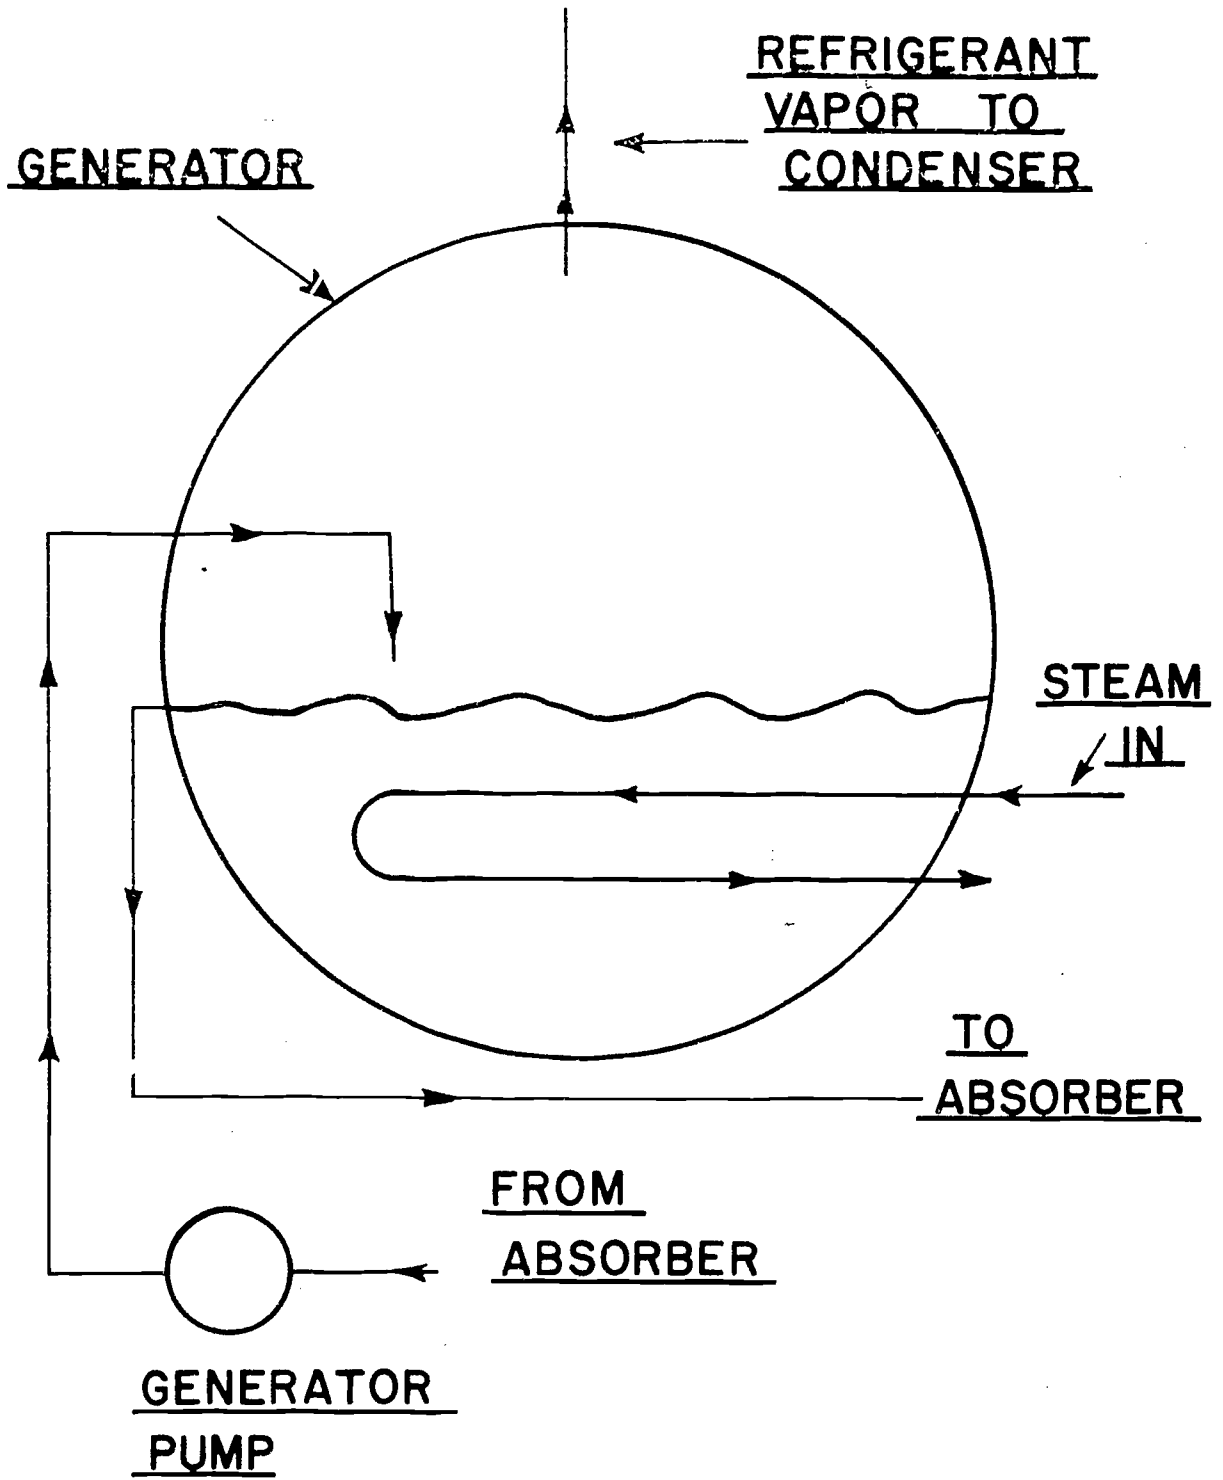 REFRIGERANT
VAPOR TO
CONDENSER
GENERATOR
STEAM
IN
TO
ABSORBER
FROM
ABSORBER
GENERATOR
PUMP